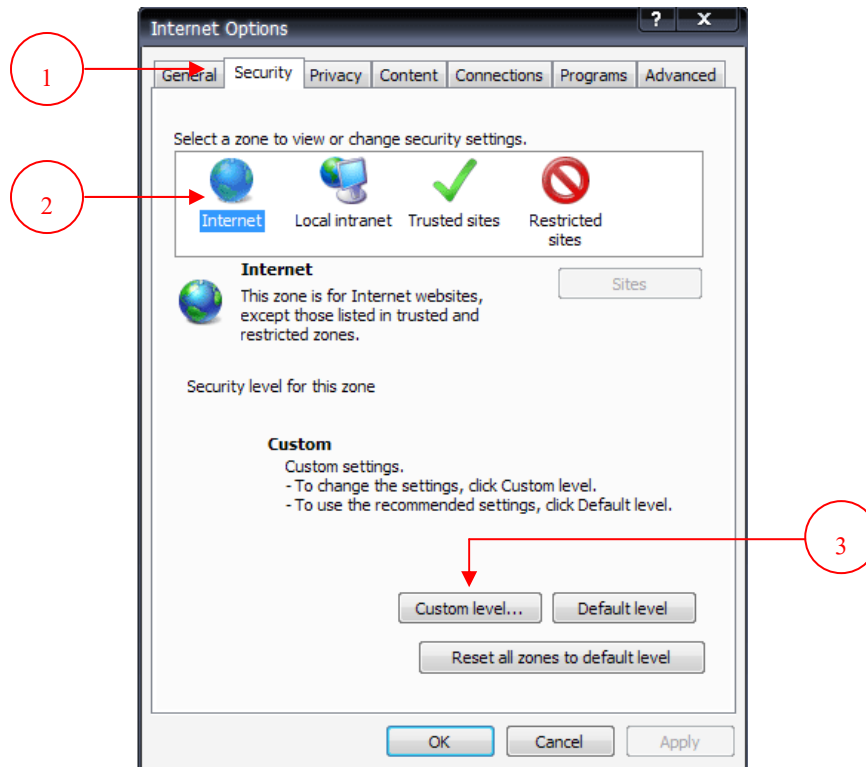 Internet Options
? X
1
General Security Privacy Content Connections Programs Advanced
Select a zone to view or change security settings.
2
Internet Local intranet Trusted sites Restricted
sites
Internet
Sites
This zone is for Internet websites,
except those listed in trusted and
restricted zones.
Security level for this zone
Custom
Custom settings.
- To change the settings, click Custom level.
- To use the recommended settings, click Default level.
3
Custom level... Default level
Reset all zones to default level
OK Cancel Apply